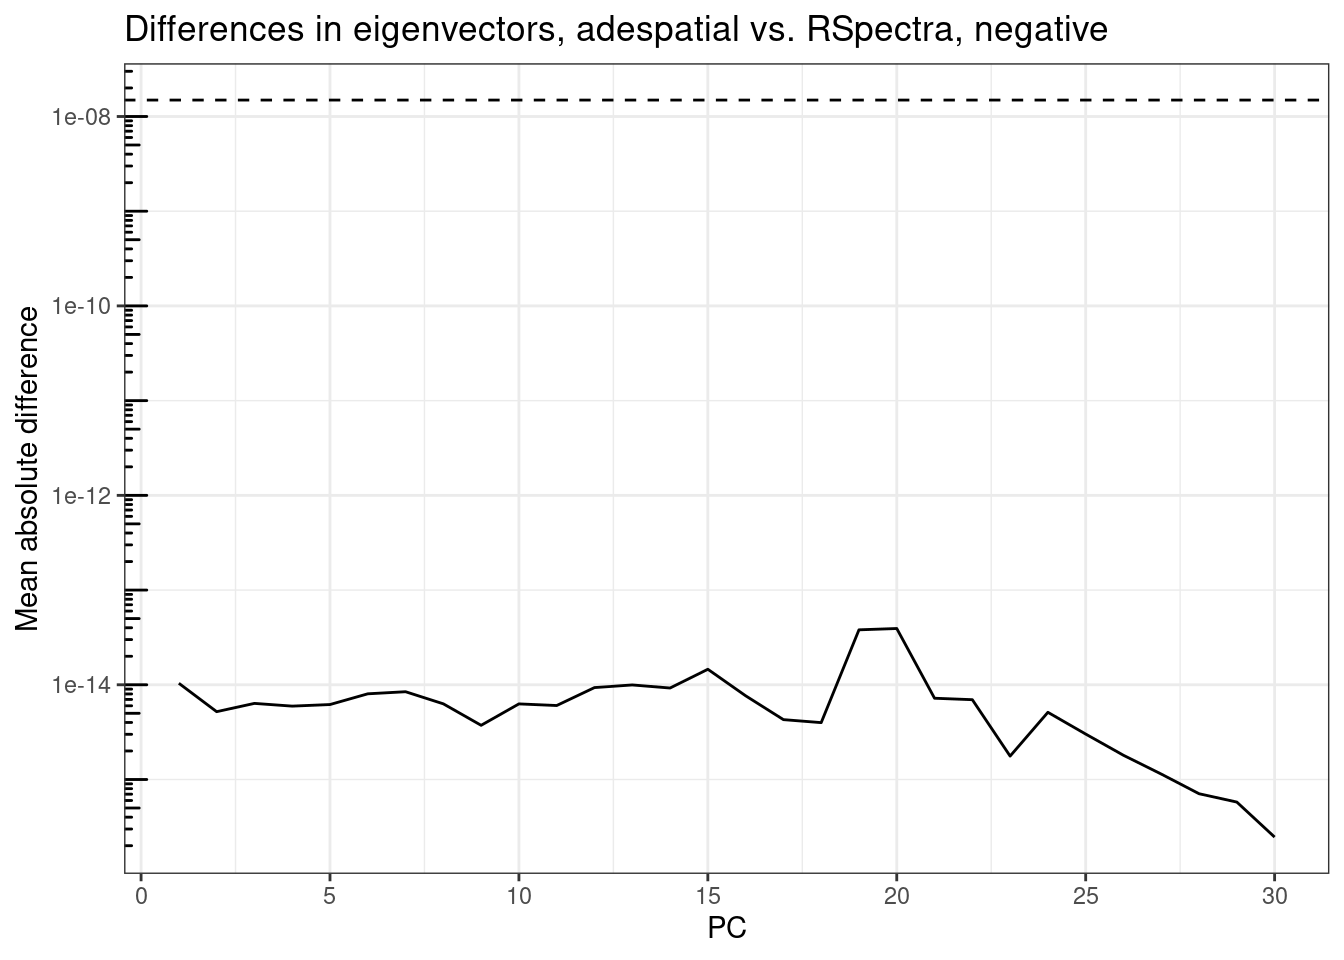 Differences in eigenvectors, adespatial vs. RSpectra, negative
Mean absolute difference
1e-08
1e-10
1e-12
1e-14
0 5 10 15 20 25 30
PC